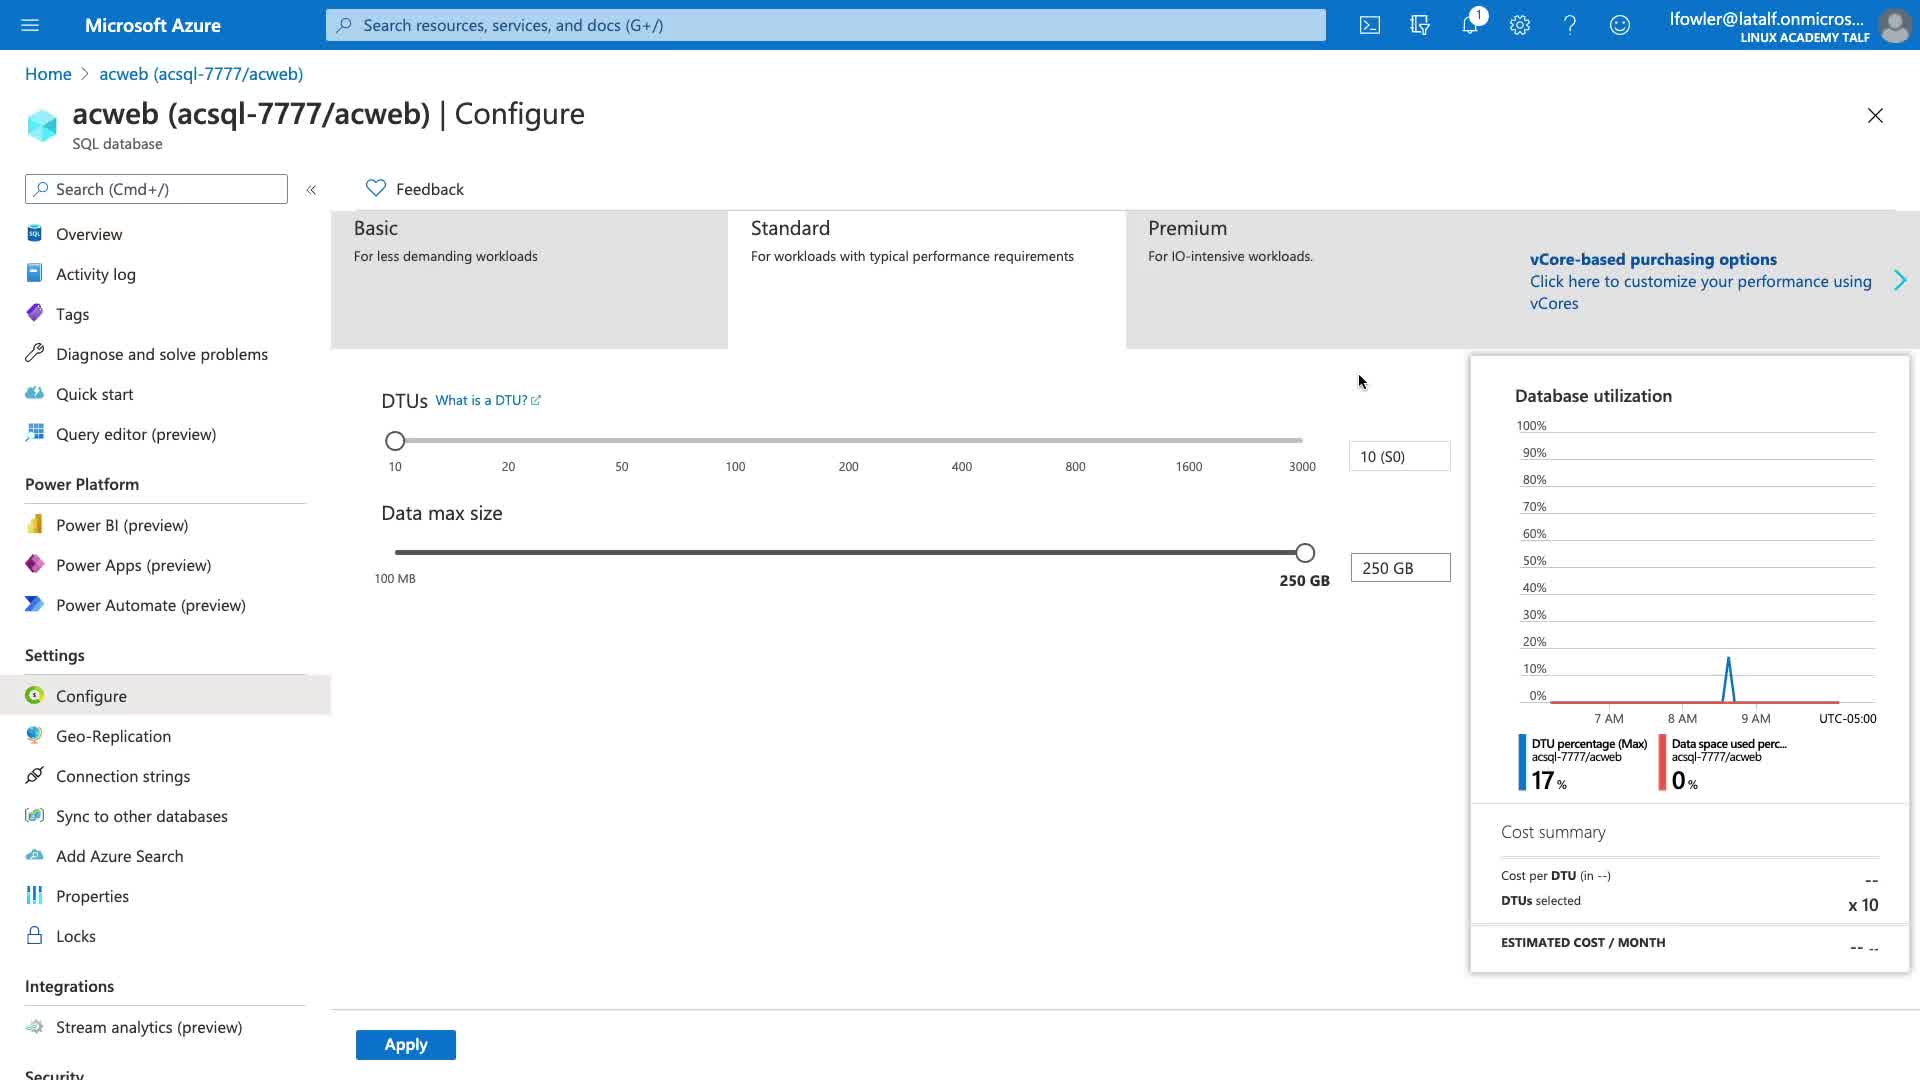 Microsoft Azure
Search resources, services, and docs (G+/)
1
lfowler@latalf.onmicros...
LINUX ACADEMY TALF
Home
acweb (acsql-7777/acweb)
acweb (acsql-7777/acweb) | Configure
SQL database
Search (Cmd+/)
«
Feedback
SQL
Overview
Activity log
Tags
Diagnose and solve problems
Quick start
Query editor (preview)
Power Platform
Power BI (preview)
Power Apps (preview)
Power Automate (preview)
Settings
Configure
Geo-Replication
Connection strings
Sync to other databases
Add Azure Search
Properties
Locks
Integrations
Stream analytics (preview)
Security
Basic
For less demanding workloads
Standard
For workloads with typical performance requirements
Premium
For IO-intensive workloads.
vCore-based purchasing options
Click here to customize your performance using
vCores
DTUs What is a DTU?
10 20 50 100 200 400 800 1600 3000
10 (S0)
Data max size
100 MB
250 GB
250 GB
Database utilization
100%
90%
80%
70%
60%
50%
40%
30%
20%
10%
0%
7 AM 8 AM 9 AM UTC-05:00
DTU percentage (Max)
acsql-7777/acweb
17 %
Data space used perc...
acsql-7777/acweb
0 %
Cost summary
Cost per DTU (in --) --
DTUs selected x 10
ESTIMATED COST / MONTH -- --
Apply